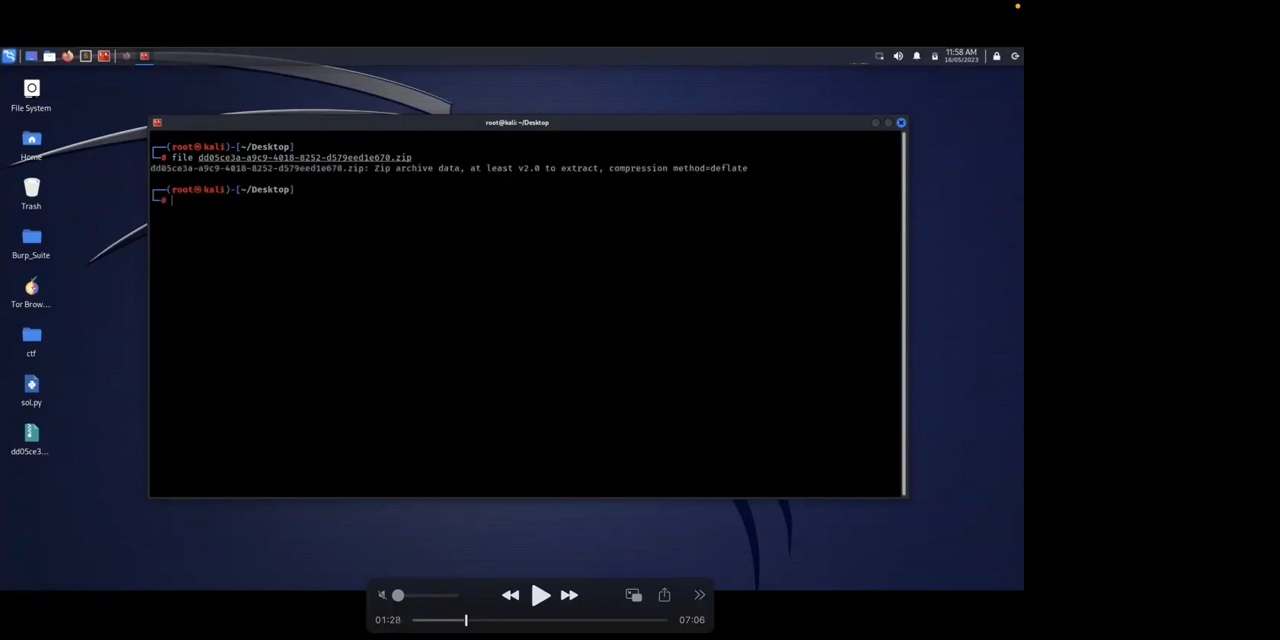 11:58 AM
16/05/2023
File System
Home
Trash
Burp_Suite
Tor Brow...
ctf
sol.py
dd05ce3...
root@kali: ~/Desktop
┌──(root㉿kali)-[~/Desktop]
└─# file dd05ce3a-a9c9-4018-8252-d579eed1e670.zip
dd05ce3a-a9c9-4018-8252-d579eed1e670.zip: Zip archive data, at least v2.0 to extract, compression method=deflate
┌──(root㉿kali)-[~/Desktop]
└─#
01:28
07:06